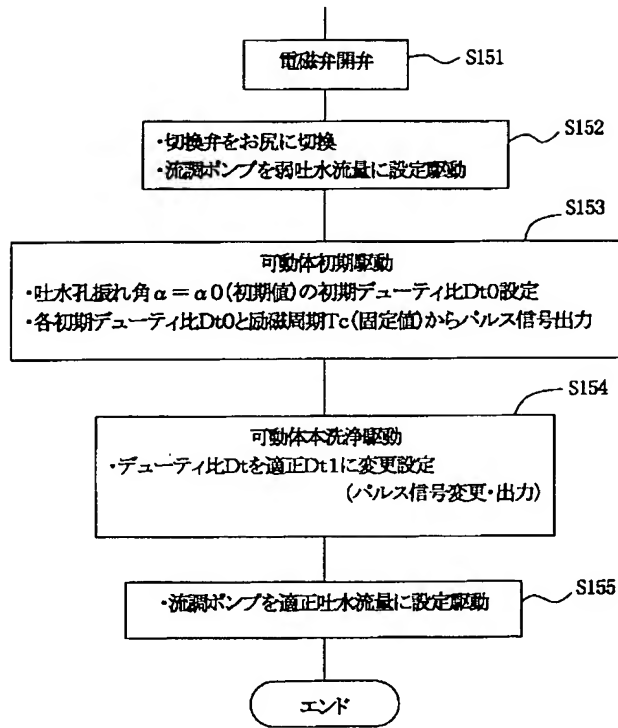 電磁弁開弁
S151
S152
・切換弁をお尻に切換
・流調ポンプを弱吐水流量に設定駆動
S153
可動体初期駆動
・吐水孔振れ角α=α0(初期値)の初期デューティ比Dt0設定
・各初期デューティ比Dt0と励磁周期Tc(固定値)からパルス信号出力
S154
可動体本洗浄駆動
・デューティ比Dtを適正Dt1に変更設定
(パルス信号変更・出力)
S155
・流調ポンプを適正吐水流量に設定駆動
エンド